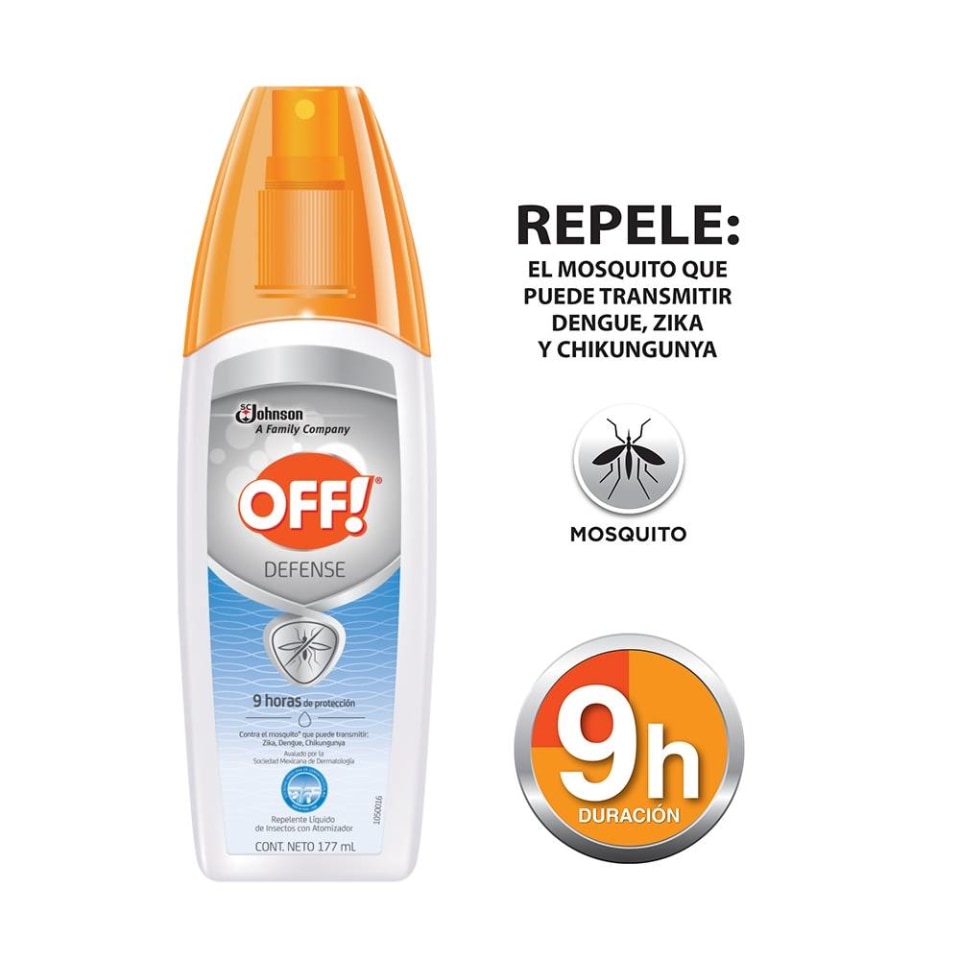 SC Johnson
A Family Company
OFF!®
DEFENSE
9 horas de protección
Contra el mosquito* que puede transmitir:
Zika, Dengue, Chikungunya
Avalado por la
Sociedad Mexicana de Dermatología
Repelente Líquido
de Insectos con Atomizador
CONT. NETO 177 mL
1050016
REPELE:
EL MOSQUITO QUE
PUEDE TRANSMITIR
DENGUE, ZIKA
Y CHIKUNGUNYA
MOSQUITO
9h
DURACIÓN